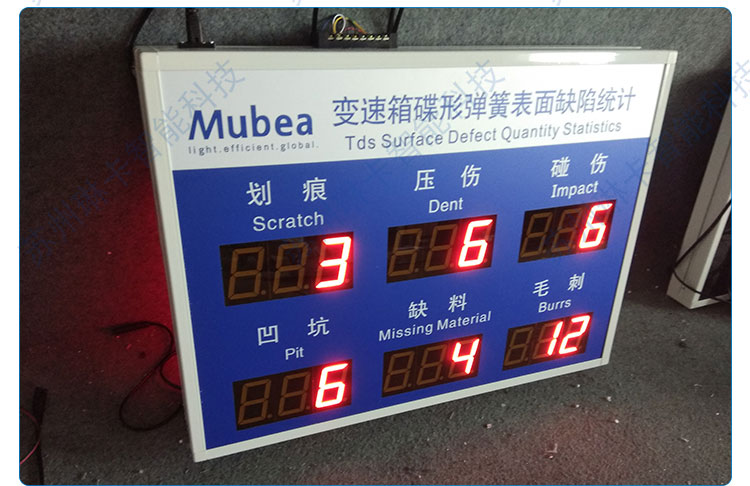 Mubea
light.efficient.global.
变速箱碟形弹簧表面缺陷统计
Tds Surface Defect Quantity Statistics
划痕
Scratch
3
压伤
Dent
6
碰伤
Impact
6
凹坑
Pit
6
缺料
Missing Material
4
毛刺
Burrs
12